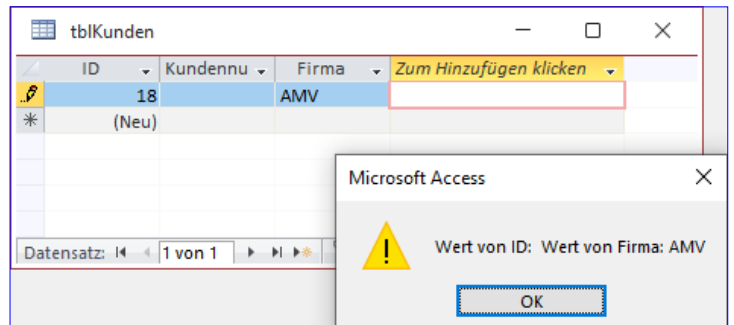 tblKunden
ID Kundennu Firma Zum Hinzufügen klicken
18 AMV
(Neu)
Microsoft Access
Wert von ID: Wert von Firma: AMV
Datensatz: 1 von 1
OK